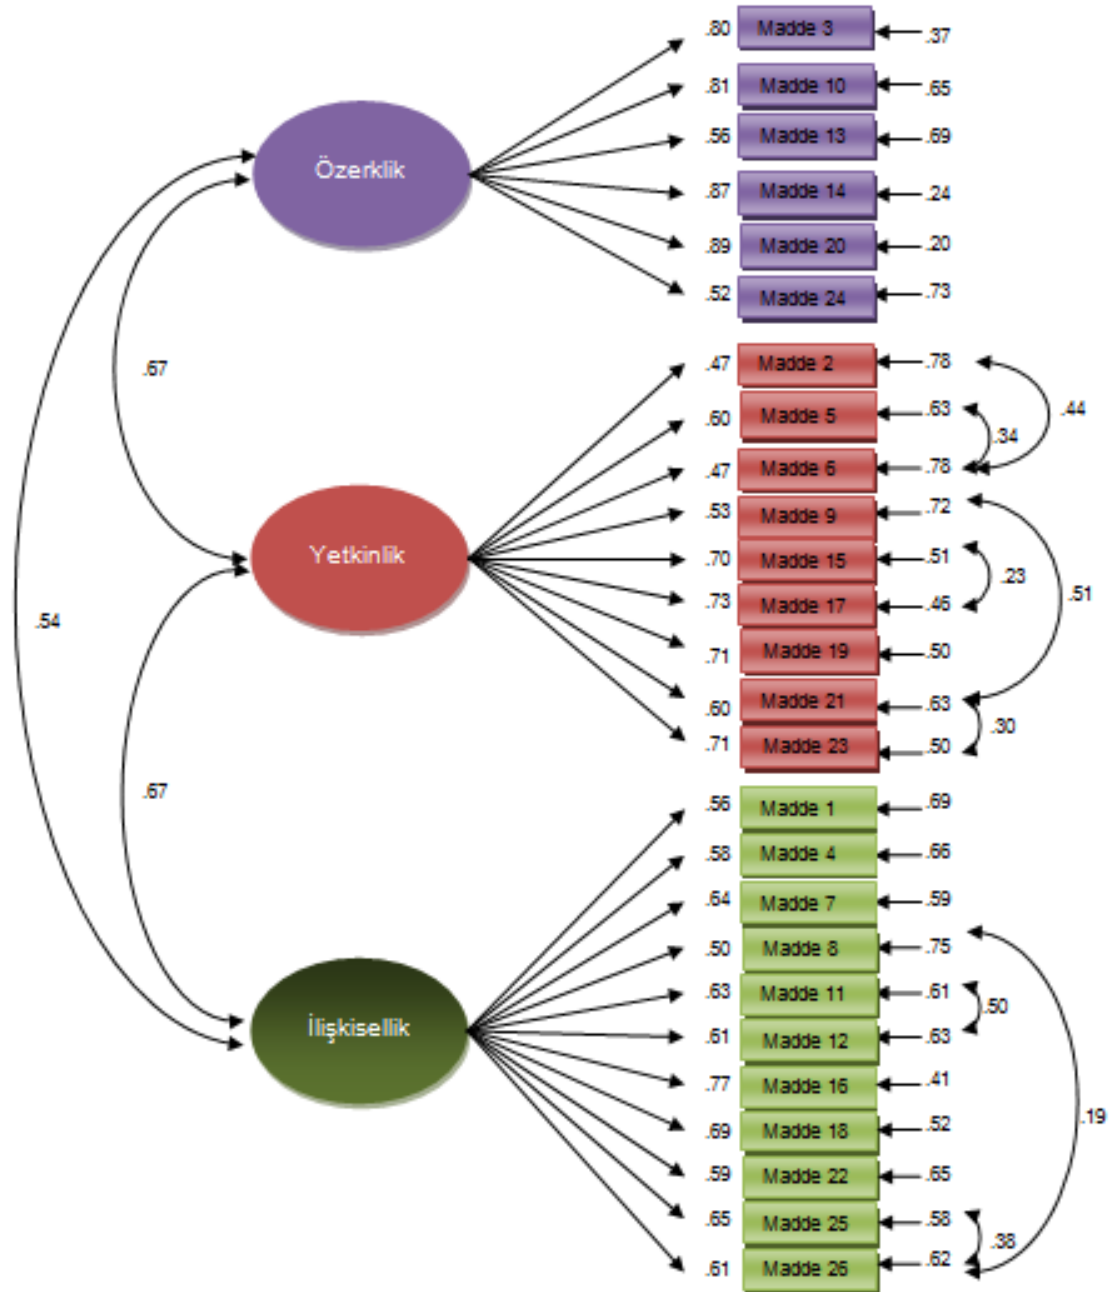 .80 Madde 3 .37
.81 Madde 10 .65
.56 Madde 13 .69
Özerklik
.87 Madde 14 .24
.89 Madde 20 .20
.52 Madde 24 .73
.67
.47 Madde 2 .78
.44
.60 Madde 5 .63
.34
.47 Madde 6 .78
.53 Madde 9 .72
Yetkinlik
.70 Madde 15 .51
.23
.51
.73 Madde 17 .46
.54
.71 Madde 19 .50
.60 Madde 21 .63
.30
.71 Madde 23 .50
.67
.56 Madde 1 .69
.58 Madde 4 .66
.64 Madde 7 .59
.50 Madde 8 .75
.63 Madde 11 .61
.50
İlişkisellik
.61 Madde 12 .63
.77 Madde 16 .41
.19
.69 Madde 18 .52
.59 Madde 22 .65
.65 Madde 25 .58
.38
.61 Madde 26 .62